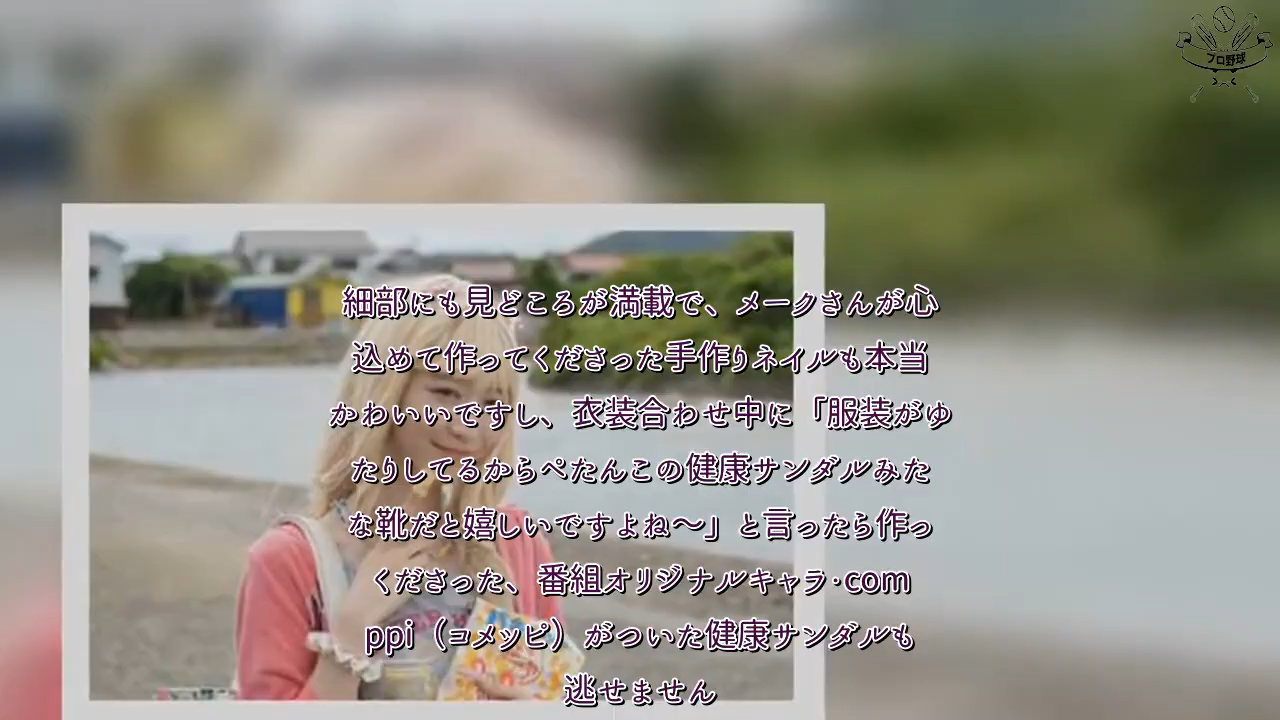 プロ野球
細部にも見どころが満載で、メークさんが心
込めて作ってくださった手作りネイルも本当
かわいいですし、衣装合わせ中に「服装がゆ
たりしてるからぺたんこの健康サンダルみた
な靴だと嬉しいですよね～」と言ったら作っ
くださった、番組オリジナルキャラ·com
ppi（コメッピ）がついた健康サンダルも
逃せません